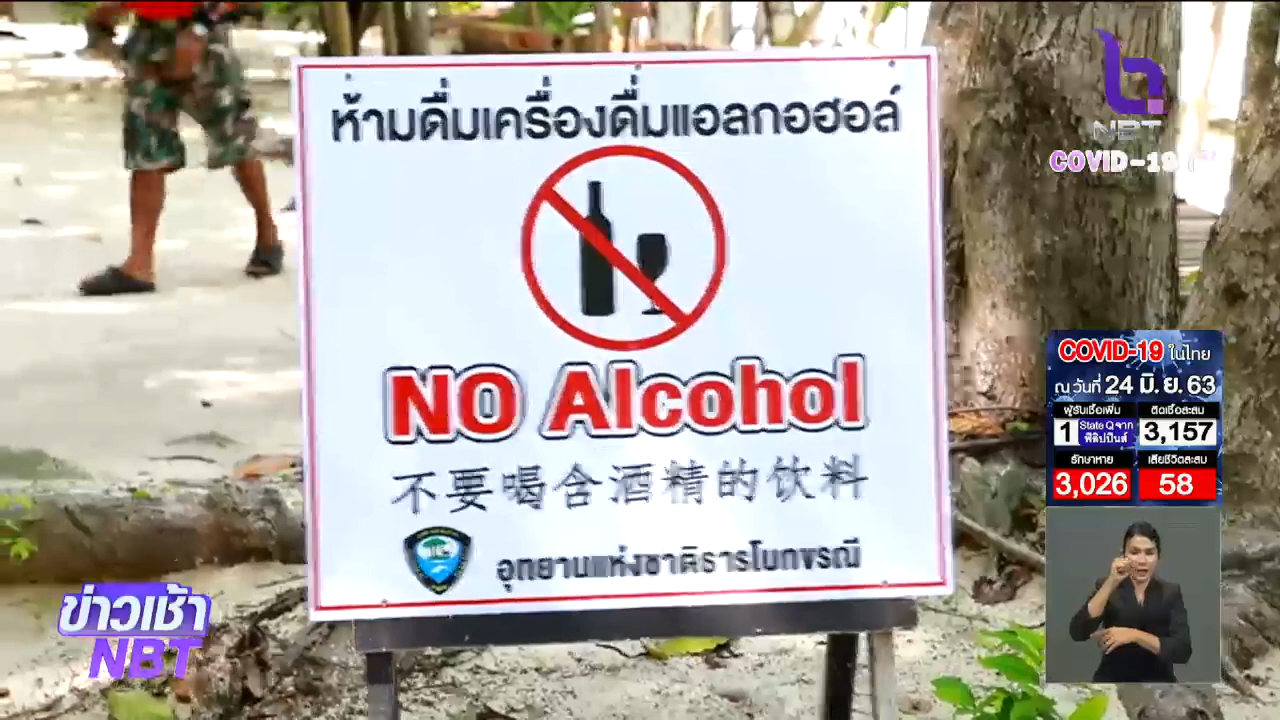 ห้ามดื่มเครื่องดื่มแอลกอฮอล์
NO Alcohol
不要喝含酒精的饮料
อุทยานแห่งชาติธารโบกขรณี
NBT
COVID-19
COVID-19 ในไทย
ณ วันที่ 24 มิ.ย. 63
ผู้รับเชื้อเพิ่ม
ติดเชื้อสะสม
1 State Q จาก ฟิลิปปินส์
3,157
รักษาหาย
เสียชีวิตสะสม
3,026
58
ข่าวเช้า
NBT